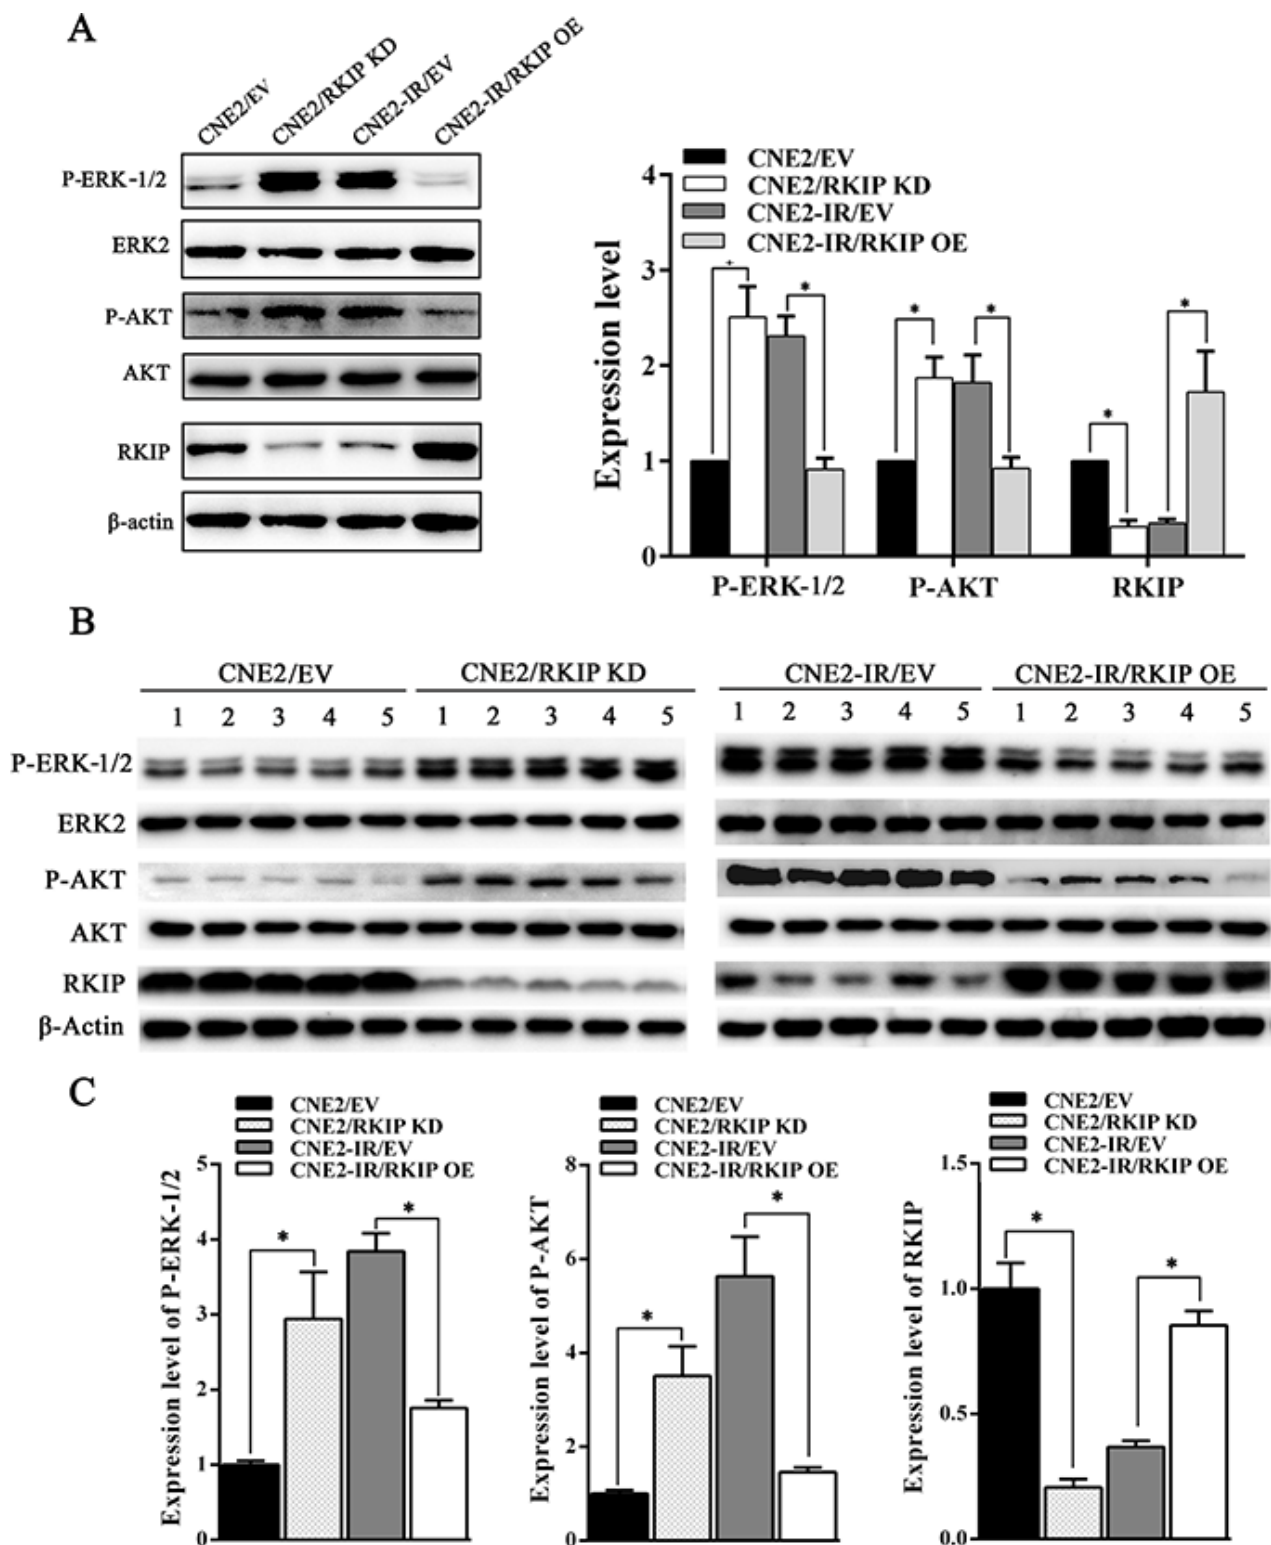 A
CNE2/EV
CNE2/RKIP KD
CNE2-IR/EV
CNE2-IR/RKIP OE
P-ERK-1/2
ERK2
P-AKT
AKT
RKIP
β-actin
CNE2/EV
CNE2/RKIP KD
CNE2-IR/EV
CNE2-IR/RKIP OE
Expression level
4
3
2
1
0
+ * * * * *
P-ERK-1/2 P-AKT RKIP
B
CNE2/EV CNE2/RKIP KD CNE2-IR/EV CNE2-IR/RKIP OE
1 2 3 4 5 1 2 3 4 5 1 2 3 4 5 1 2 3 4 5
P-ERK-1/2
ERK2
P-AKT
AKT
RKIP
β-Actin
C
CNE2/EV
CNE2/RKIP KD
CNE2-IR/EV
CNE2-IR/RKIP OE
Expression level of P-ERK-1/2
5
4
3
2
1
0
* *
CNE2/EV
CNE2/RKIP KD
CNE2-IR/EV
CNE2-IR/RKIP OE
Expression level of P-AKT
8
6
4
2
0
* *
CNE2/EV
CNE2/RKIP KD
CNE2-IR/EV
CNE2-IR/RKIP OE
Expression level of RKIP
1.5
1.0
0.5
0.0
* *